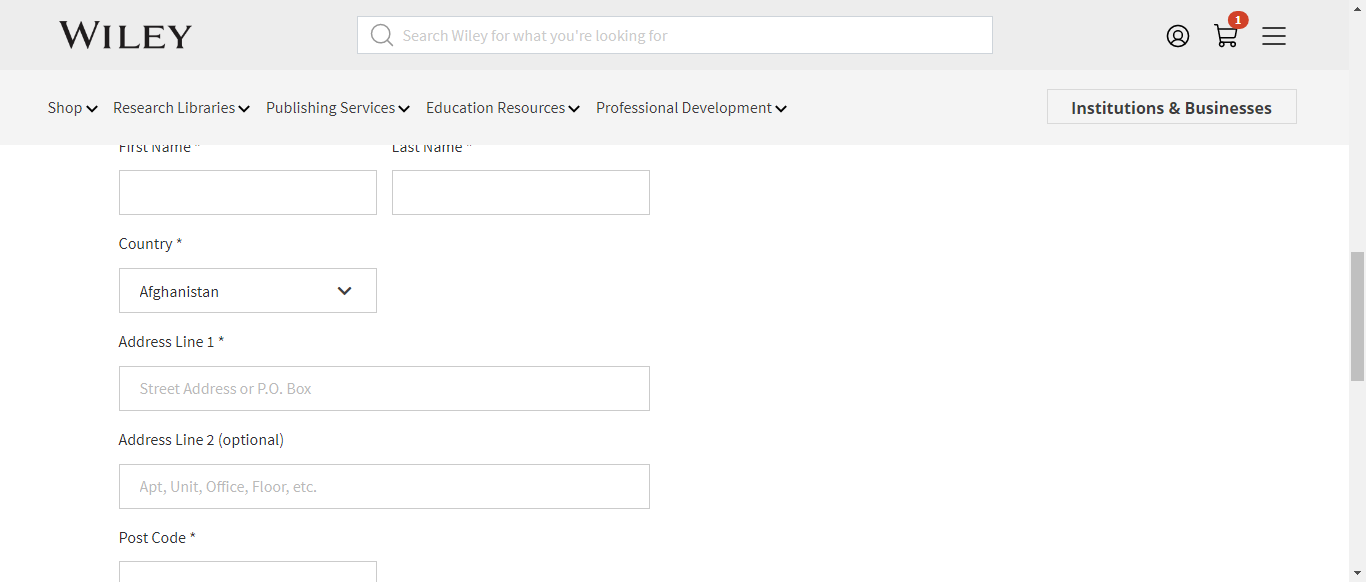 WILEY
Search Wiley for what you're looking for
1
Shop Research Libraries Publishing Services Education Resources Professional Development Institutions & Businesses
First Name * Last Name *
Country *
Afghanistan
Address Line 1 *
Street Address or P.O. Box
Address Line 2 (optional)
Apt, Unit, Office, Floor, etc.
Post Code *